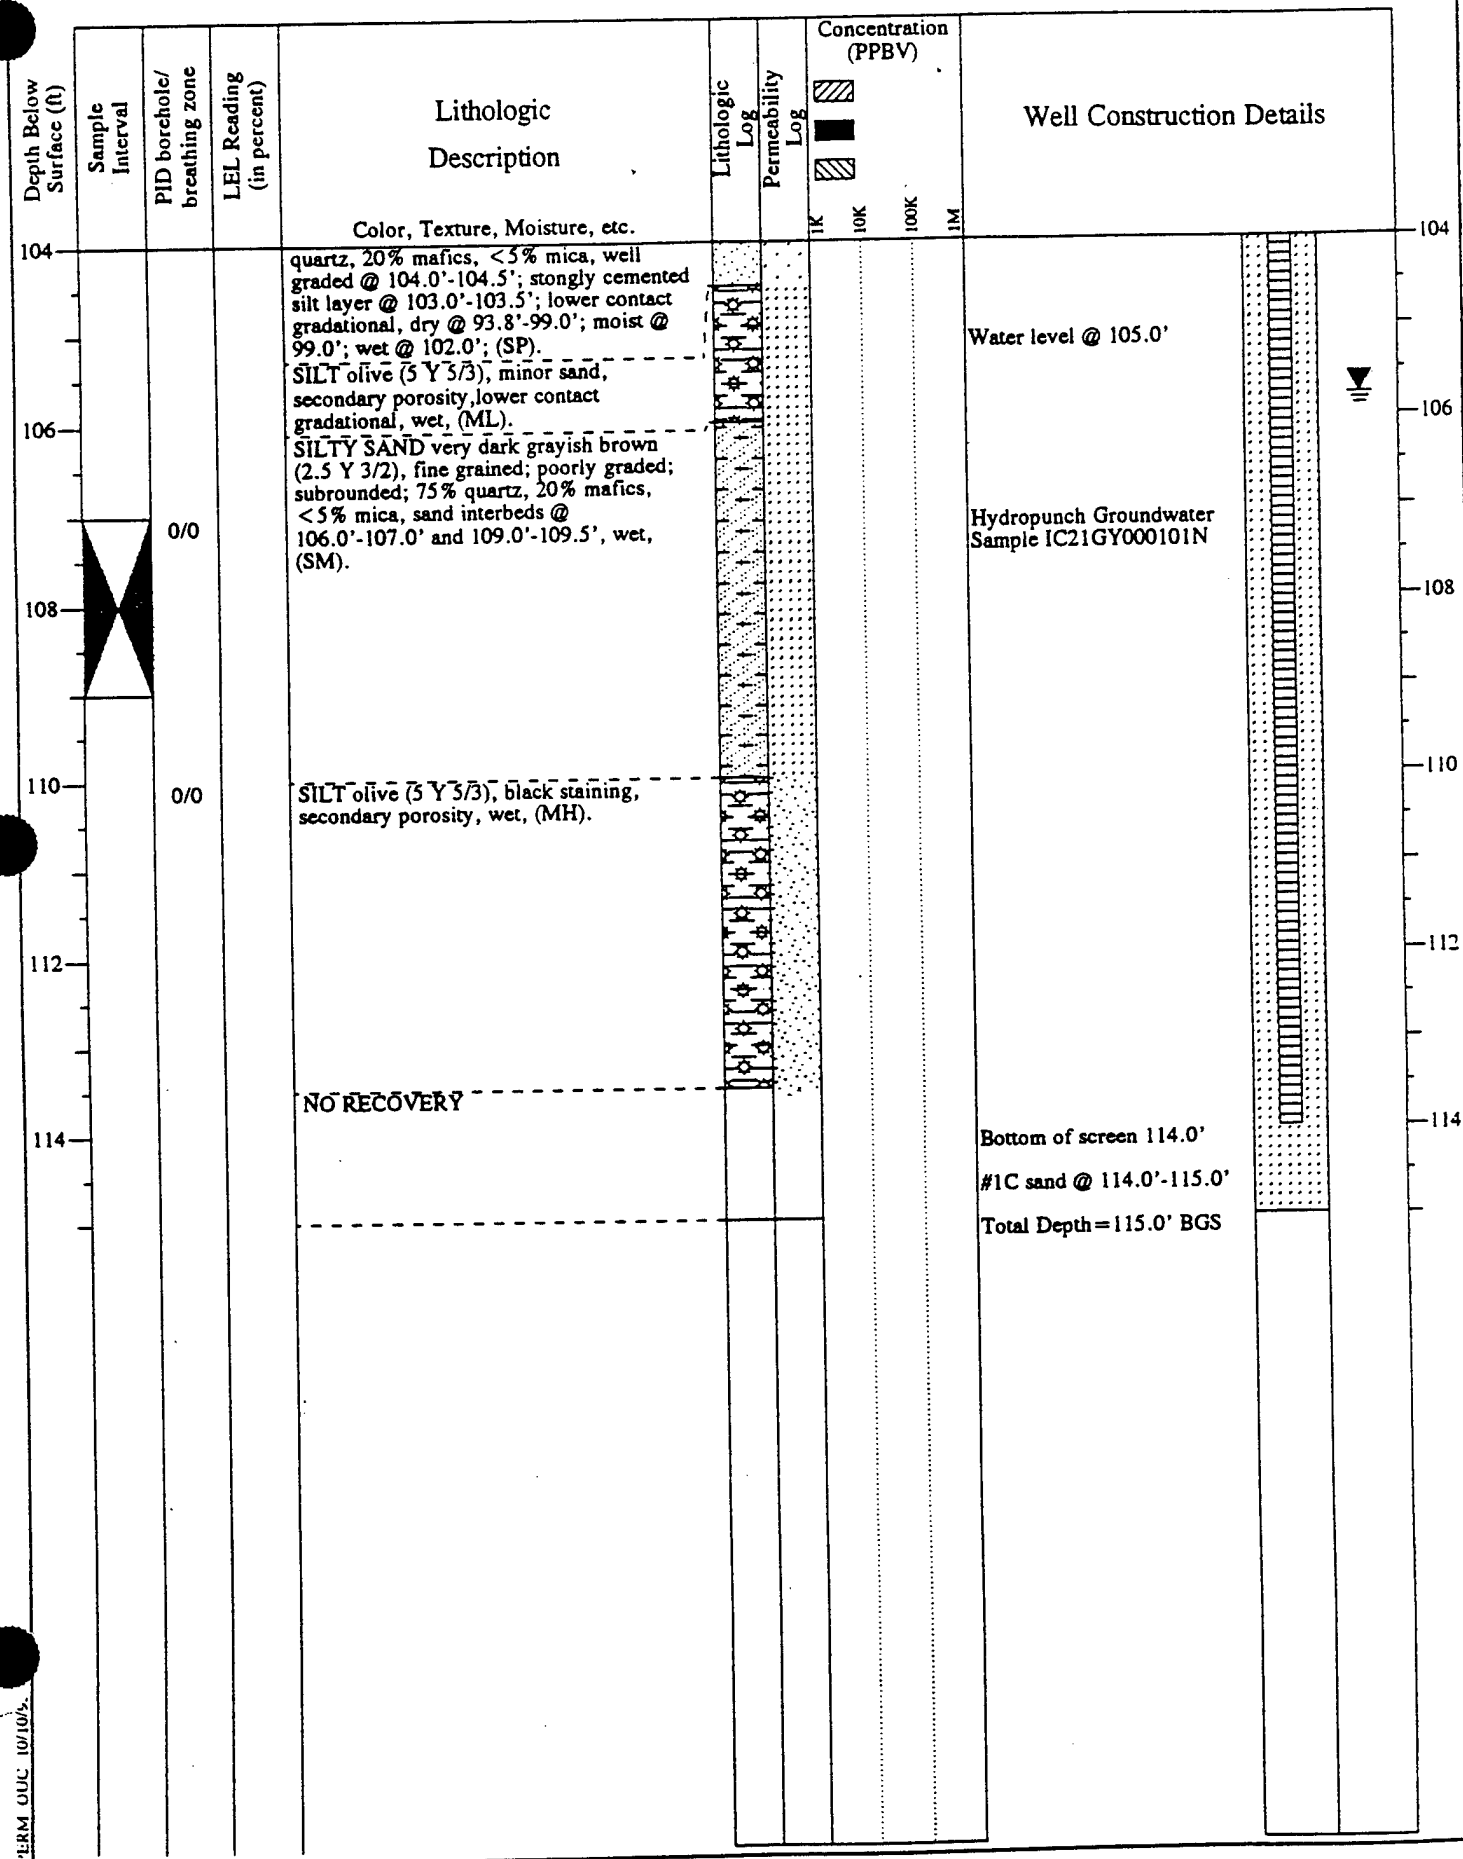 Depth Below
Surface (ft)
Sample
Interval
PID borehole/
breathing zone
LEL Reading
(in percent)
Lithologic
Description
Color, Texture, Moisture, etc.
Lithologic
Log
Permeability
Log
Concentration
(PPBV)
1K
10K
100K
1M
Well Construction Details
104
104
quartz, 20% mafics, <5% mica, well
graded @ 104.0'-104.5'; stongly cemented
silt layer @ 103.0'-103.5'; lower contact
gradational, dry @ 93.8'-99.0'; moist @
99.0'; wet @ 102.0'; (SP).
Water level @ 105.0'
SILT olive (5 Y 5/3), minor sand,
secondary porosity,lower contact
gradational, wet, (ML).
106
106
SILTY SAND very dark grayish brown
(2.5 Y 3/2), fine grained; poorly graded;
subrounded; 75% quartz, 20% mafics,
<5% mica, sand interbeds @
106.0'-107.0' and 109.0'-109.5', wet,
(SM).
0/0
Hydropunch Groundwater
Sample IC21GY000101N
108
108
110
110
0/0
SILT olive (5 Y 5/3), black staining,
secondary porosity, wet, (MH).
112
112
NO RECOVERY
114
114
Bottom of screen 114.0'
#1C sand @ 114.0'-115.0'
Total Depth=115.0' BGS